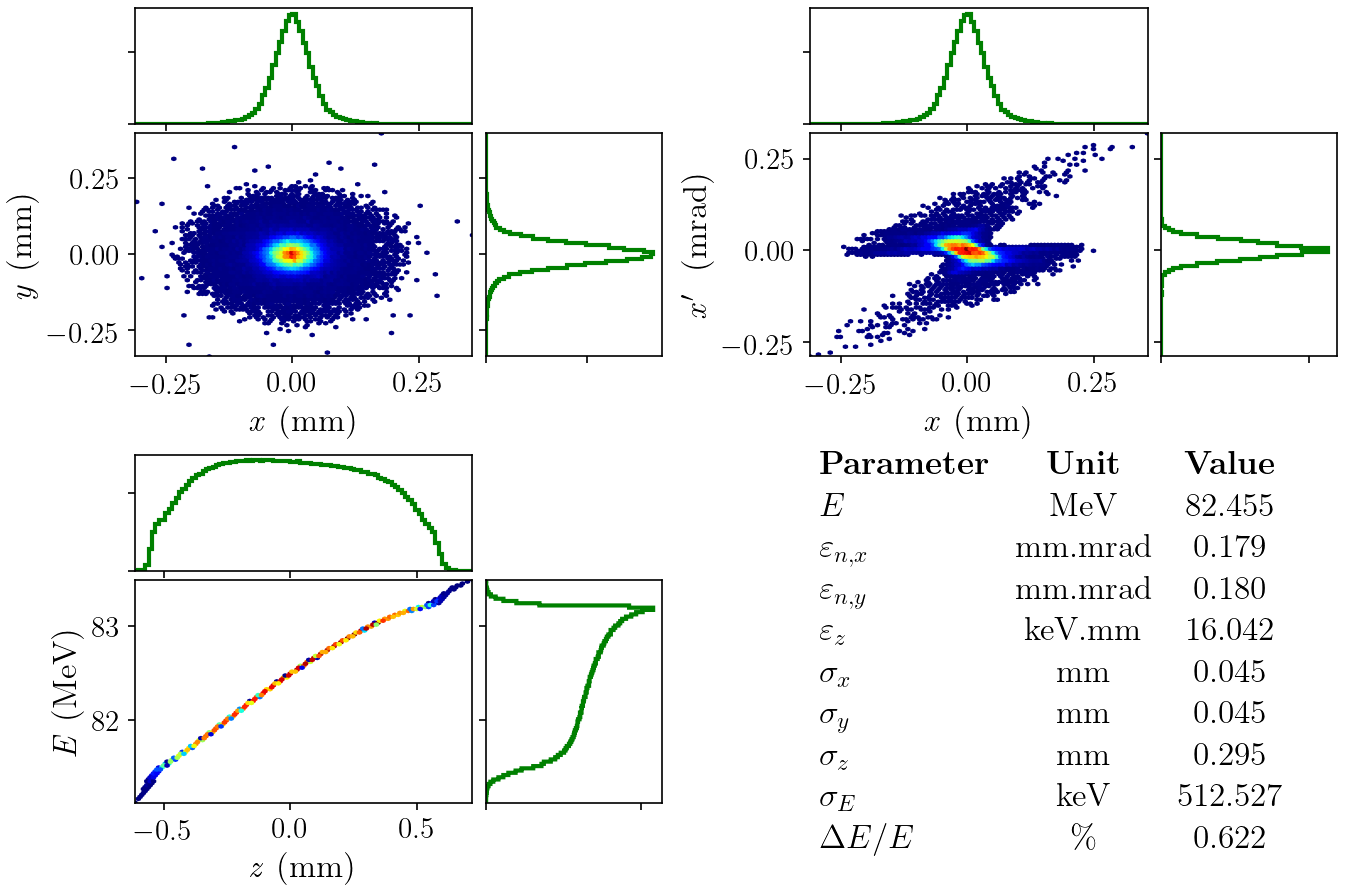 y (mm)
0.25
0.00
−0.25
−0.25 0.00 0.25
x (mm)
x′ (mrad)
0.25
0.00
−0.25
−0.25 0.00 0.25
x (mm)
E (MeV)
83
82
−0.5 0.0 0.5
z (mm)
Parameter Unit Value
E MeV 82.455
εn,x mm.mrad 0.179
εn,y mm.mrad 0.180
εz keV.mm 16.042
σx mm 0.045
σy mm 0.045
σz mm 0.295
σE keV 512.527
ΔE/E % 0.622